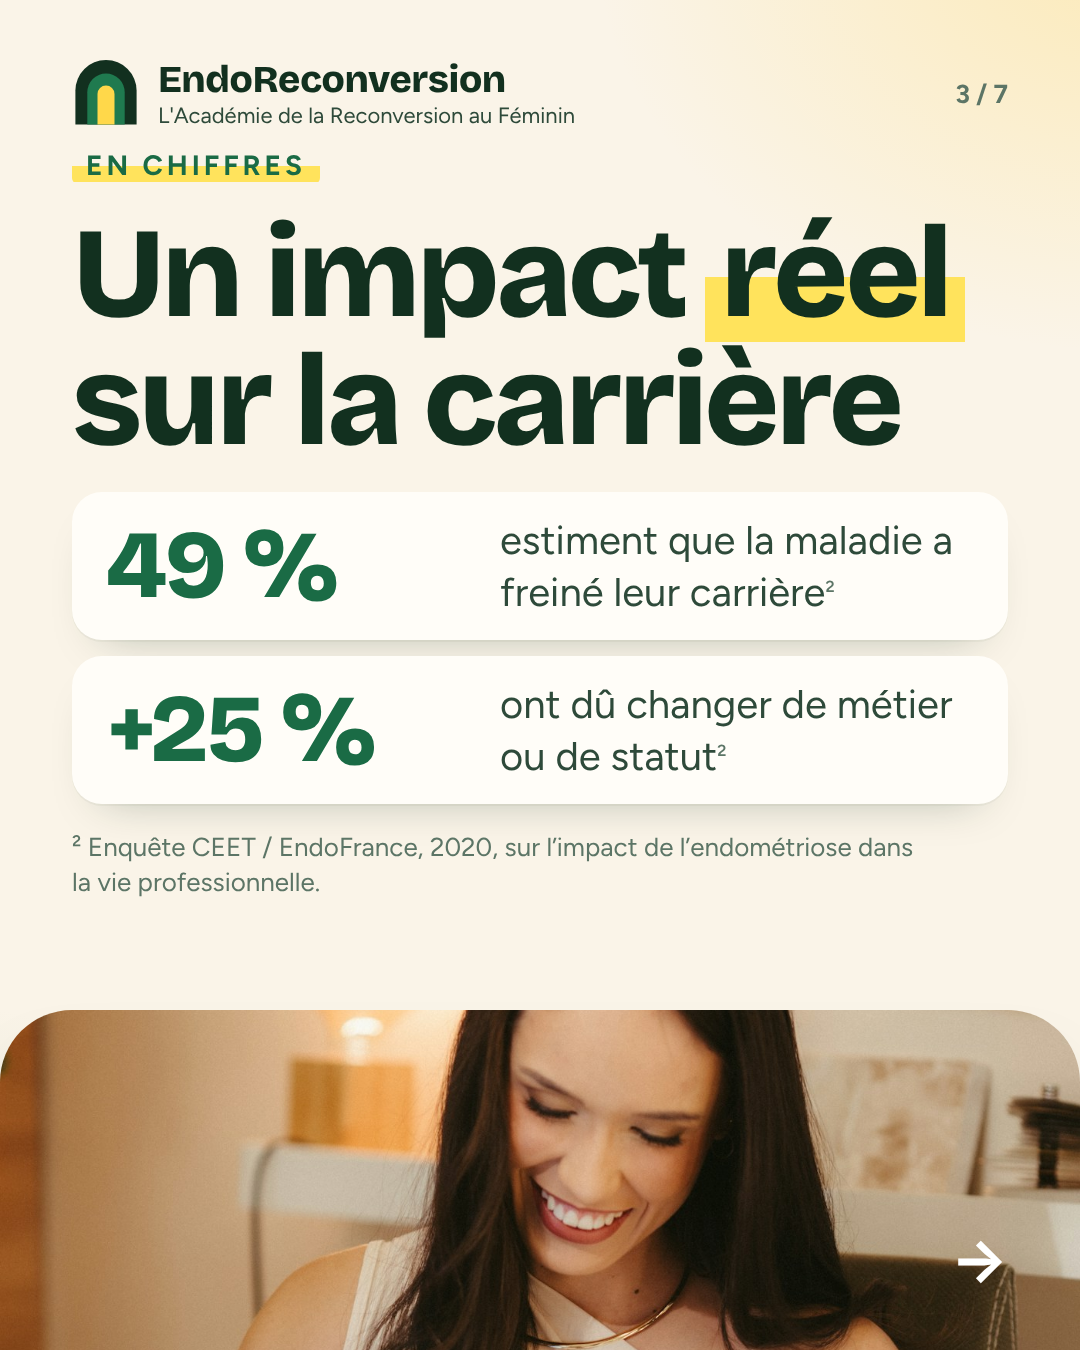 EndoReconversion
L'Académie de la Reconversion au Féminin
3 / 7
EN CHIFFRES
Un impact réel
sur la carrière
49 %
estiment que la maladie a
freiné leur carrière²
+25 %
ont dû changer de métier
ou de statut²
² Enquête CEET / EndoFrance, 2020, sur l’impact de l’endométriose dans
la vie professionnelle.